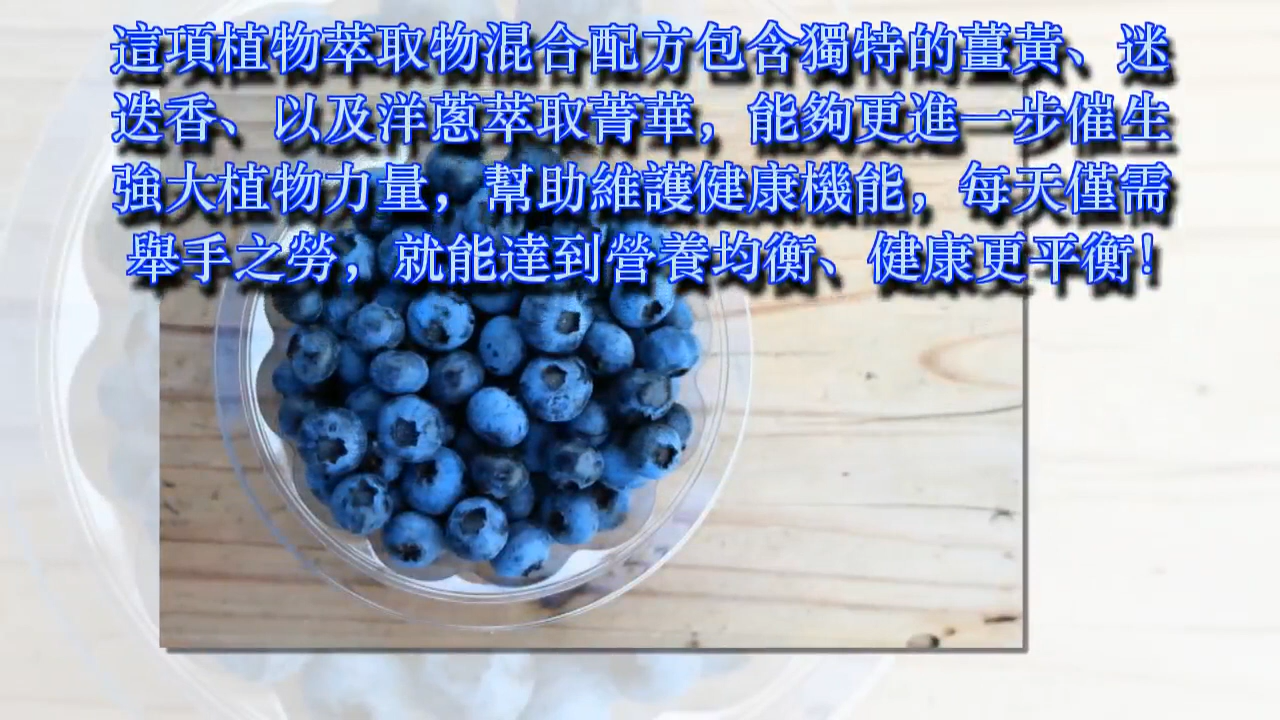 這項植物萃取物混合配方包含獨特的薑黃、迷
迭香、以及洋蔥萃取菁華，能夠更進一步催生
強大植物力量，幫助維護健康機能，每天僅需
舉手之勞，就能達到營養均衡、健康更平衡！